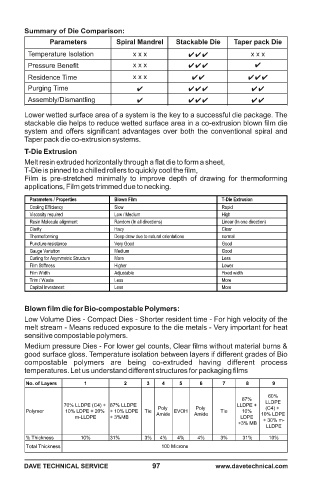 Summary of Die Comparison:
Parameters Spiral Mandrel Stackable Die Taper pack Die
Temperature Isolation x x x ✔✔✔ x x x
Pressure Benefit x x x ✔✔✔ ✔
Residence Time x x x ✔✔ ✔✔✔
Purging Time ✔ ✔✔✔ ✔✔
Assembly/Dismantling ✔ ✔✔✔ ✔✔
Lower wetted surface area of a system is the key to a successful die package. The
stackable die helps to reduce wetted surface area in a co-extrusion blown film die
system and offers significant advantages over both the conventional spiral and
Taper pack die co-extrusion systems.
T-Die Extrusion
Melt resin extruded horizontally through a flat die to form a sheet,
T-Die is pinned to a chilled rollers to quickly cool the film,
Film is pre-stretched minimally to improve depth of drawing for thermoforming
applications, Film gets trimmed due to necking.
Parameters / Properties Blown Film T-Die Extrusion
Cooling Efficiency Slow Rapid
Viscosity required Low / Medium High
Resin Molecule alignment Random (in all directions) Linear (in one direction)
Clarity Hazy Clear
Thermoforming Deep draw due to natural orientations normal
Puncture resistance Very Good Good
Gauge Variation Medium Good
Curling for Asymmetric Structure More Less
Film Stiffness Higher Lower
Film Width Adjustable Fixed width
Trim / Waste Less More
Capital Investment Less More
Blown film die for Bio-compostable Polymers:
Low Volume Dies - Compact Dies - Shorter resident time - For high velocity of the
melt stream - Means reduced exposure to the die metals - Very important for heat
sensitive compostable polymers.
Medium pressure Dies - For lower gel counts, Clear films without material burns &
good surface gloss. Temperature isolation between layers if different grades of Bio
compostable polymers are being co-extruded having different process
temperatures. Let us understand different structures for packaging films
No. of Layers 1 2 3 4 5 6 7 8 9
Polymer 70% LLDPE (C4) + 10% LDPE + 20% m-LLDPE 87% LLDPE + 10% LDPE + 3%MB Tie Poly Amide EVOH Poly Amide Tie 87% LLDPE + 10% LDPE +3% MB 60% LLDPE (C4) + 10% LDPE + 30% m-LLDPE
% Thickness 10% 31% 3% 4% 4% 4% 3% 31% 10%
Total Thickness 100 Microns
DAVE TECHNICAL SERVICE 97 www.davetechnical.com